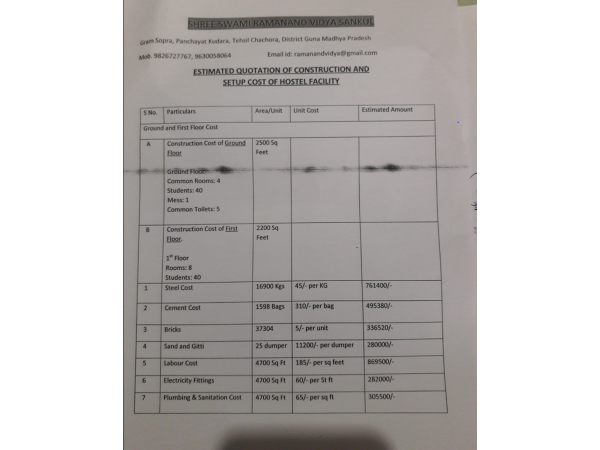 SHREE SWAMI RAMANAND VIDYA SANKUL
Gram Sopra, Panchayat Kudara, Tehsil Chachora, District Guna Madhya Pradesh
Mob. 9826727767, 9630058064 Email id: ramanandvidya@gmail.com
ESTIMATED QUOTATION OF CONSTRUCTION AND
SETUP COST OF HOSTEL FACILITY
S No. Particulars Area/Unit Unit Cost Estimated Amount
Ground and First Floor Cost
A Construction Cost of Ground 2500 Sq
Floor Feet
Ground Floor
Common Rooms: 4
Students: 40
Mess: 1
Common Toilets: 5
B Construction Cost of First 2200 Sq
Floor. Feet
1st Floor
Rooms: 8
Students: 40
1 Steel Cost 16900 Kgs 45/- per KG 761400/-
2 Cement Cost 1598 Bags 310/- per bag 495380/-
3 Bricks 37304 5/- per unit 336520/-
4 Sand and Gitti 25 dumper 11200/- per dumper 280000/-
5 Labour Cost 4700 Sq Ft 185/- per sq feet 869500/-
6 Electricity Fittings 4700 Sq Ft 60/- per St ft 282000/-
7 Plumbing & Sanitation Cost 4700 Sq Ft 65/- per sq ft 305500/-